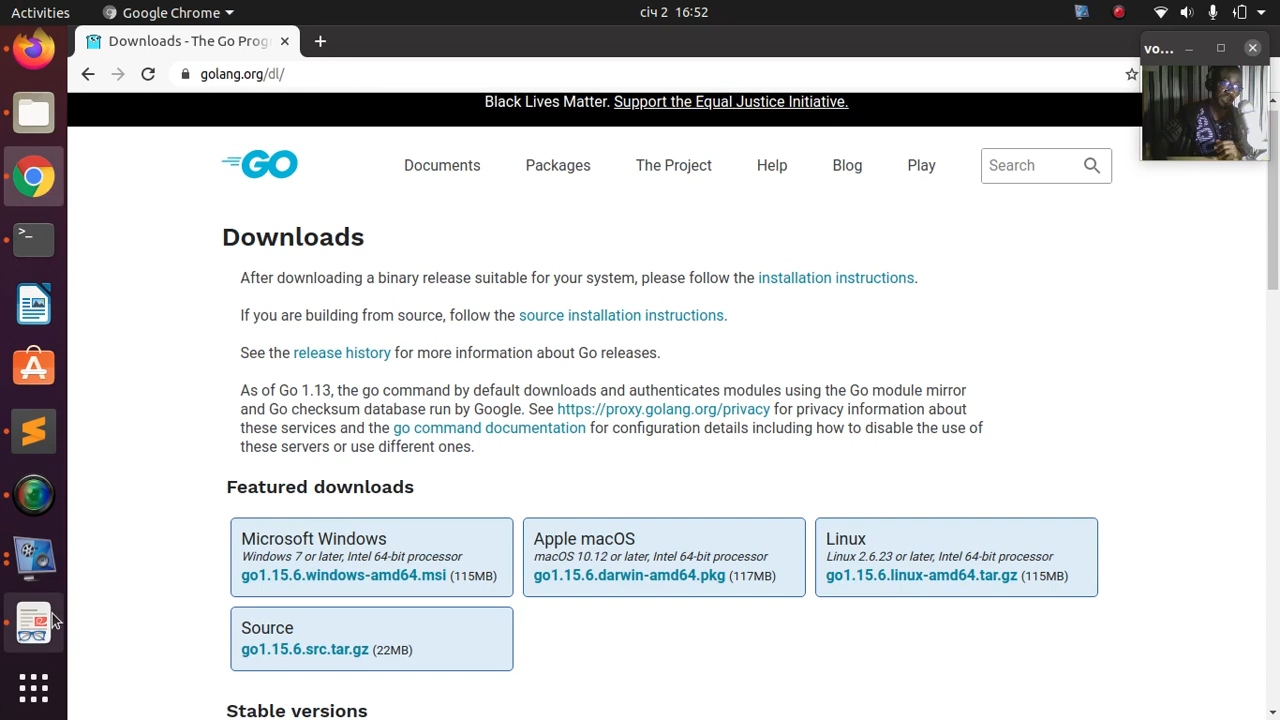 Activities
Google Chrome
січ 2 16:52
Downloads - The Go Prog
golang.org/dl/
vo...
Black Lives Matter. Support the Equal Justice Initiative.
GO
Documents
Packages
The Project
Help
Blog
Play
Search
Downloads
After downloading a binary release suitable for your system, please follow the installation instructions.
If you are building from source, follow the source installation instructions.
See the release history for more information about Go releases.
As of Go 1.13, the go command by default downloads and authenticates modules using the Go module mirror
and Go checksum database run by Google. See https://proxy.golang.org/privacy for privacy information about
these services and the go command documentation for configuration details including how to disable the use of
these servers or use different ones.
Featured downloads
Microsoft Windows
Windows 7 or later, Intel 64-bit processor
go1.15.6.windows-amd64.msi (115MB)
Apple macOS
macOS 10.12 or later, Intel 64-bit processor
go1.15.6.darwin-amd64.pkg (117MB)
Linux
Linux 2.6.23 or later, Intel 64-bit processor
go1.15.6.linux-amd64.tar.gz (115MB)
Source
go1.15.6.src.tar.gz (22MB)
Stable versions